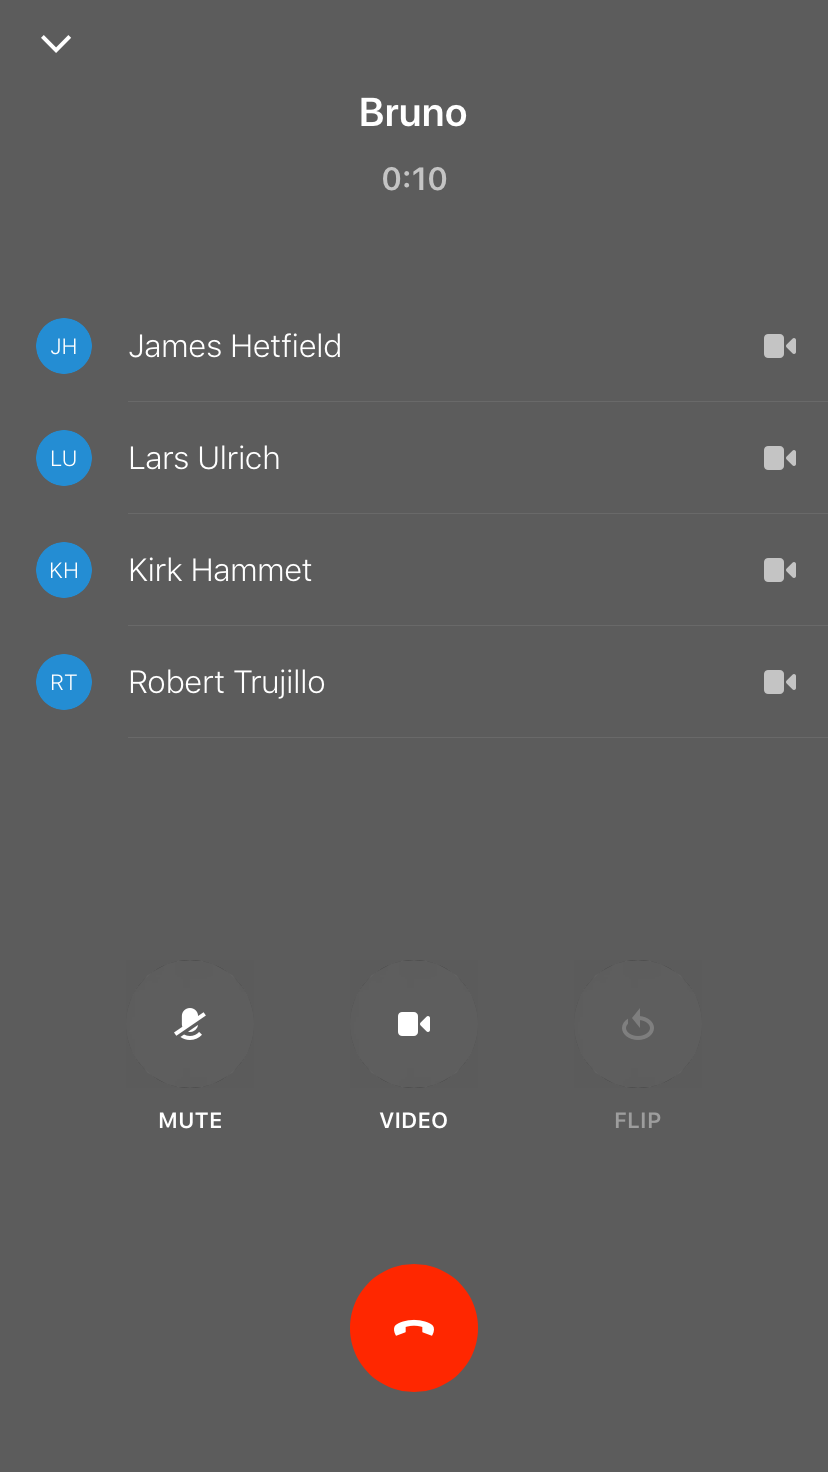 Bruno
0:10
JH James Hetfield
LU Lars Ulrich
KH Kirk Hammet
RT Robert Trujillo
MUTE VIDEO FLIP